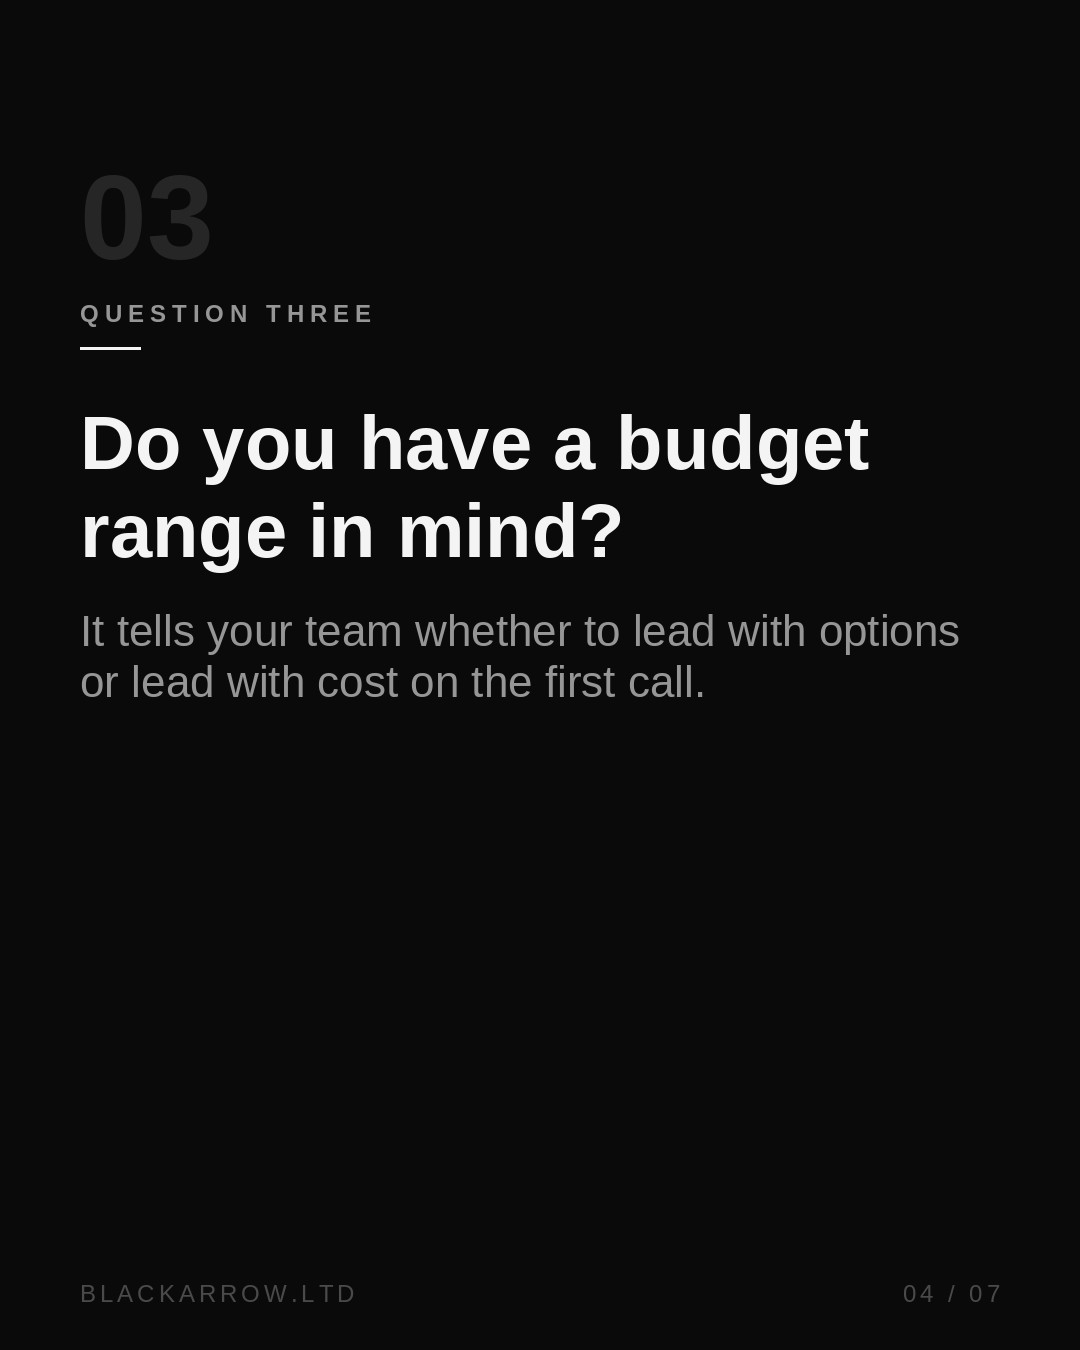 03
QUESTION THREE
Do you have a budget
range in mind?
It tells your team whether to lead with options
or lead with cost on the first call.
BLACKARROW.LTD
04 / 07